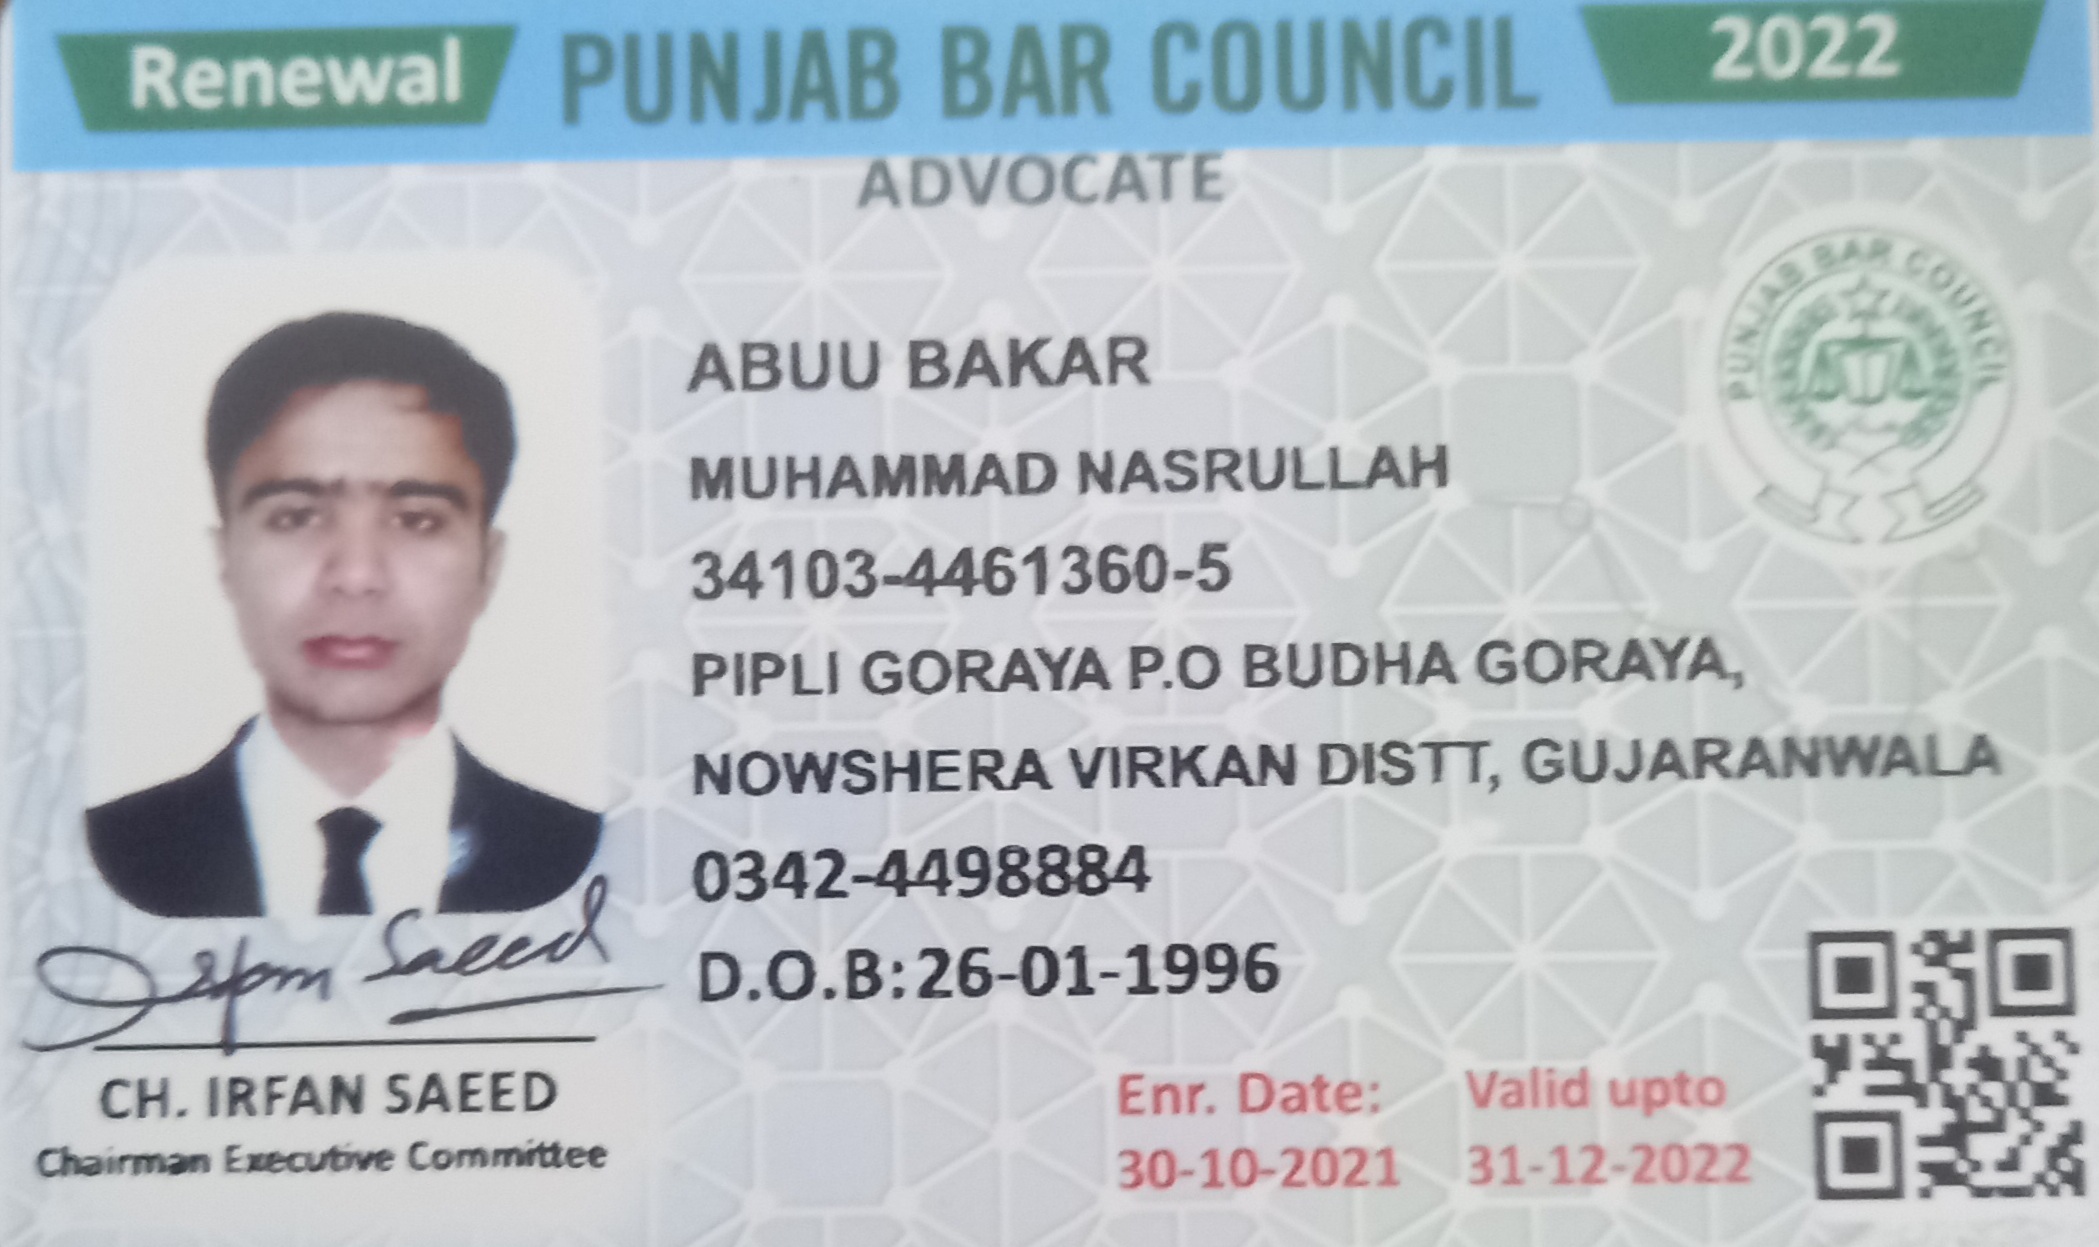 Renewal PUNJAB BAR COUNCIL 2022
ADVOCATE
PUNJAB BAR COUNCIL
ABUU BAKAR
MUHAMMAD NASRULLAH
34103-4461360-5
PIPLI GORAYA P.O BUDHA GORAYA,
NOWSHERA VIRKAN DISTT, GUJARANWALA
0342-4498884
D.O.B:26-01-1996
Irfan Saeed
CH. IRFAN SAEED
Chairman Executive Committee
Enr. Date: Valid upto
30-10-2021 31-12-2022